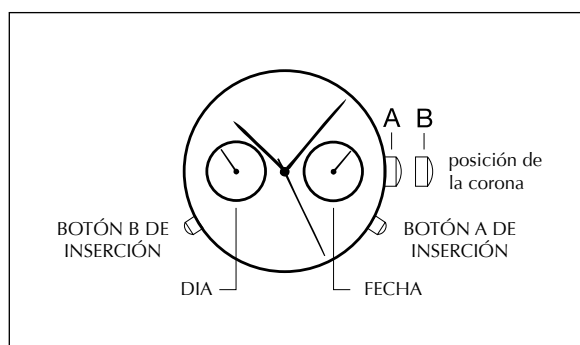 A B
posición de
la corona
BOTÓN B DE
INSERCIÓN
BOTÓN A DE
INSERCIÓN
DIA
FECHA